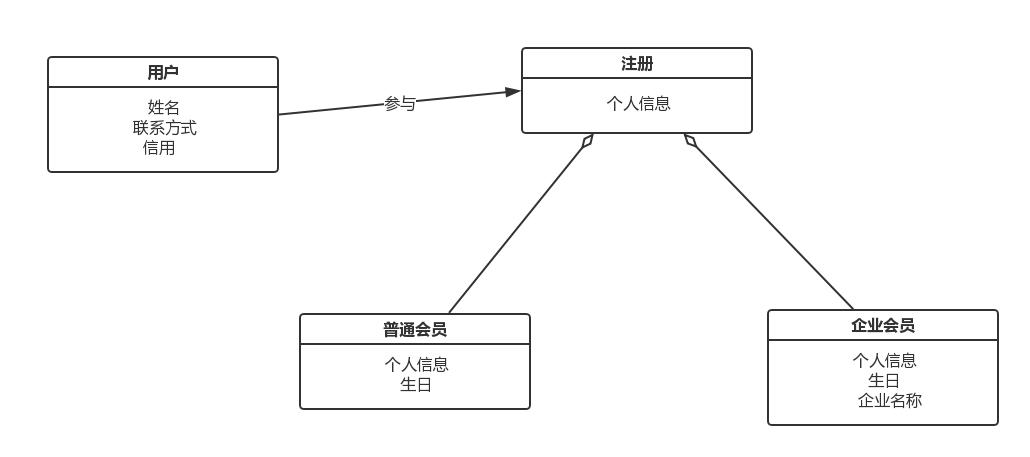 用户
姓名
联系方式
信用
参与
注册
个人信息
普通会员
个人信息
生日
企业会员
个人信息
生日
企业名称